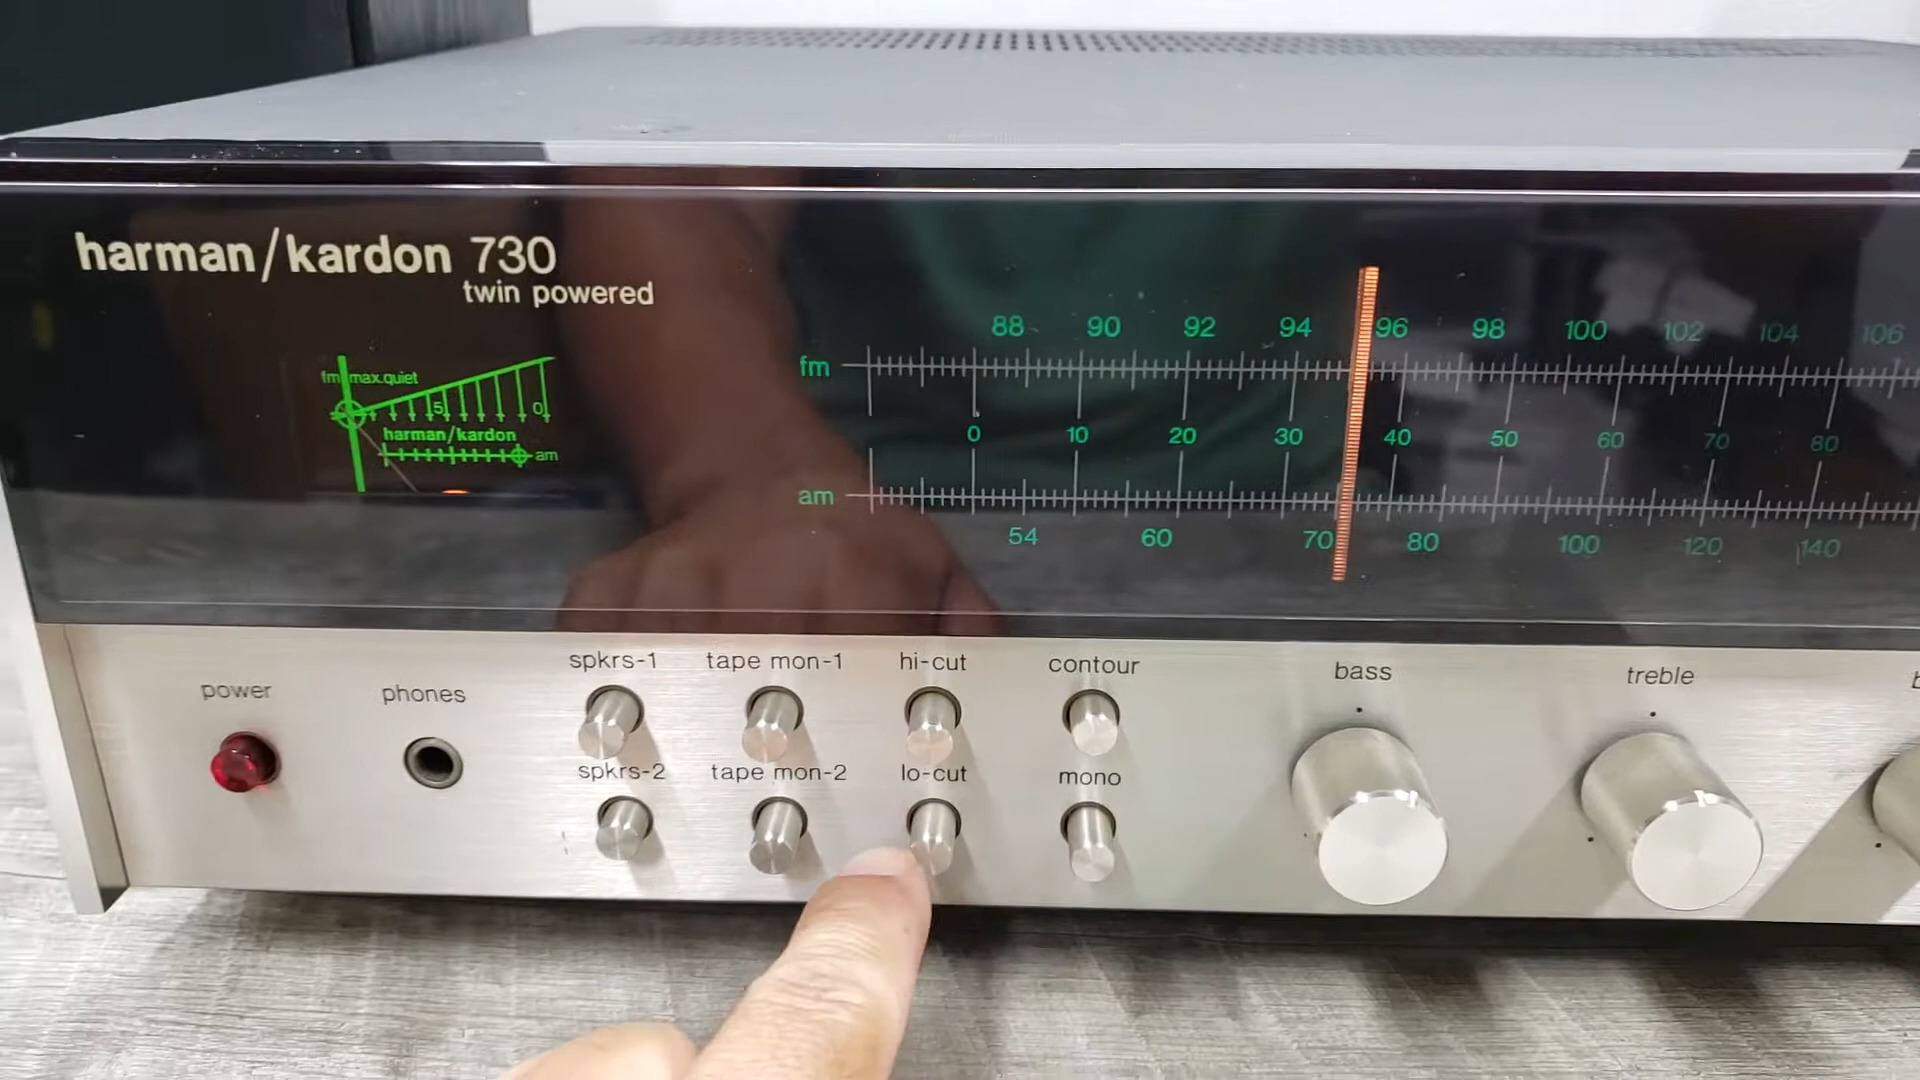 harman/kardon 730
twin powered
fm max.quiet
5 0
harman/kardon
am
88 90 92 94 96 98 100 102 104 106
fm
0 10 20 30 40 50 60 70 80
am
54 60 70 80 100 120 140
power phones spkrs-1 tape mon-1 hi-cut contour bass treble
spkrs-2 tape mon-2 lo-cut mono